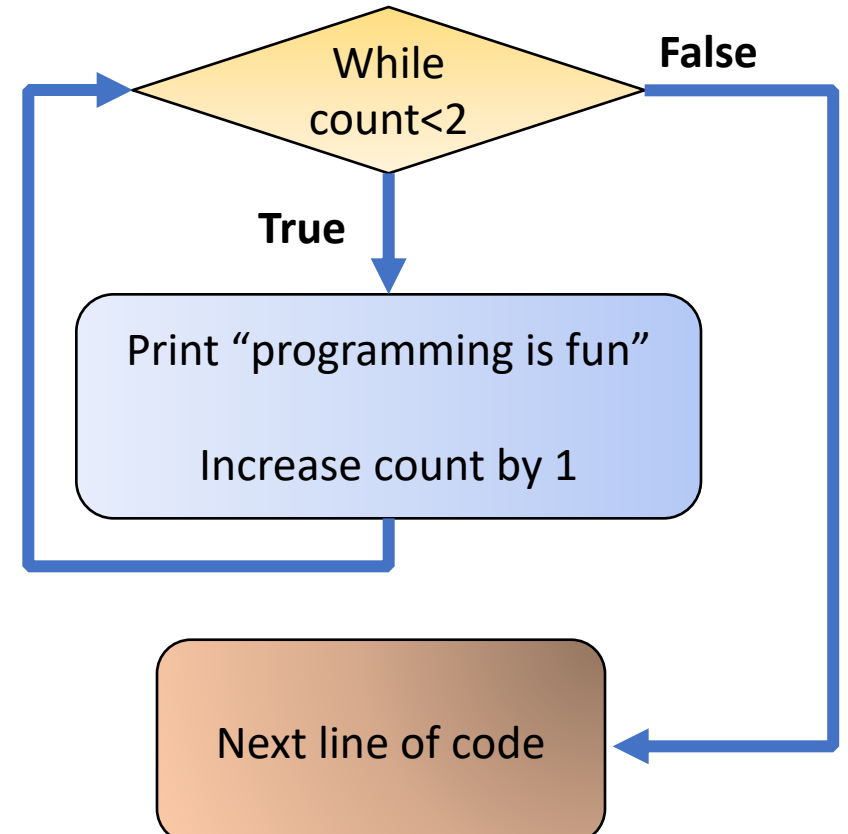 While
count<2
False
True
Print “programming is fun”
Increase count by 1
Next line of code